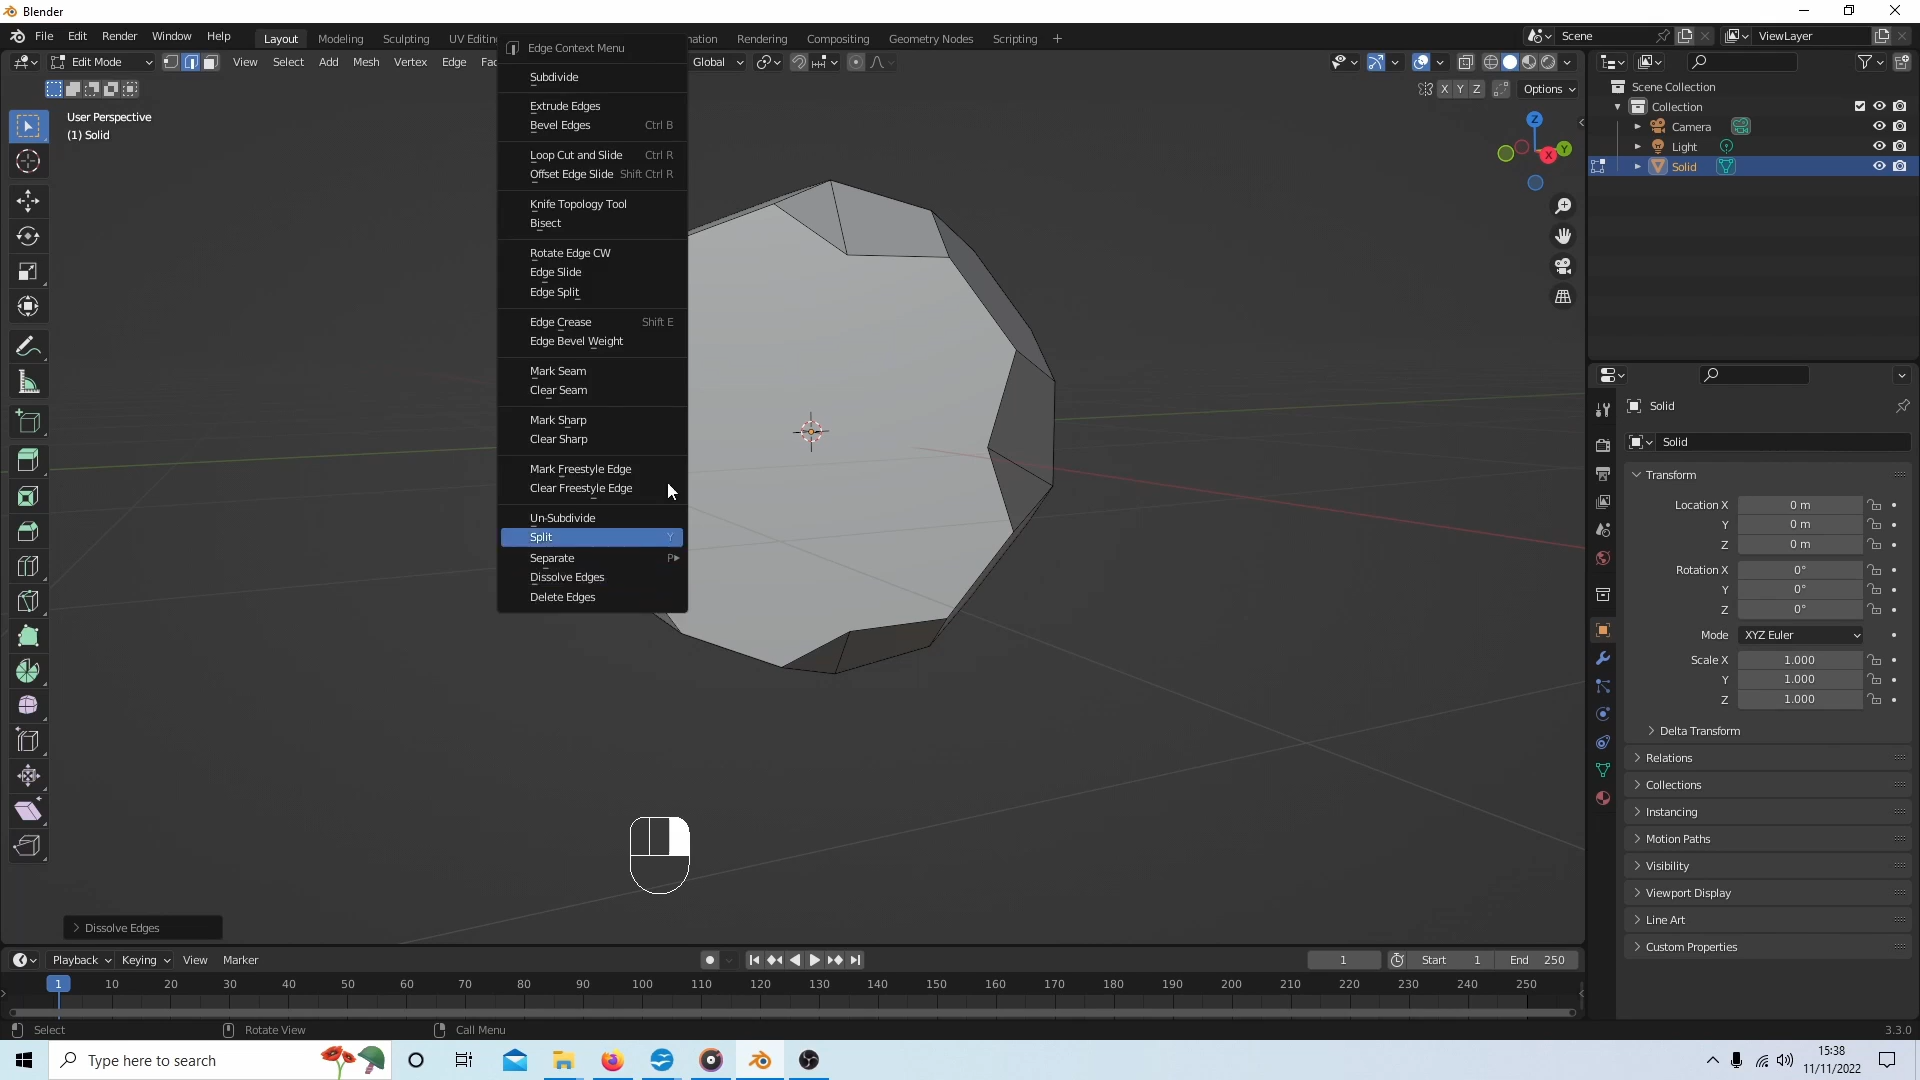 Blender
File Edit Render Window Help Layout Modeling Sculpting UV Editing Rendering Compositing Geometry Nodes Scripting + Scene ViewLayer
Edit Mode View Select Add Mesh Vertex Edge Global
X Y Z Options
User Perspective
(1) Solid
Z
Y
X
Edge Context Menu
Subdivide
Extrude Edges
Bevel Edges Ctrl B
Loop Cut and Slide Ctrl R
Offset Edge Slide Shift Ctrl R
Knife Topology Tool
Bisect
Rotate Edge CW
Edge Slide
Edge Split
Edge Crease Shift E
Edge Bevel Weight
Mark Seam
Clear Seam
Mark Sharp
Clear Sharp
Mark Freestyle Edge
Clear Freestyle Edge
Un-Subdivide
Split Y
Separate P
Dissolve Edges
Delete Edges
Scene Collection
Collection
Camera
Light
Solid
Solid
Solid
Transform
Location X 0 m
Y 0 m
Z 0 m
Rotation X 0°
Y 0°
Z 0°
Mode XYZ Euler
Scale X 1.000
Y 1.000
Z 1.000
Delta Transform
Relations
Collections
Instancing
Motion Paths
Visibility
Viewport Display
Line Art
Custom Properties
Dissolve Edges
Playback Keying View Marker 1 Start 1 End 250
1 10 20 30 40 50 60 70 80 90 100 110 120 130 140 150 160 170 180 190 200 210 220 230 240 250
Select Rotate View Call Menu 3.3.0
Type here to search
15:38
11/11/2022